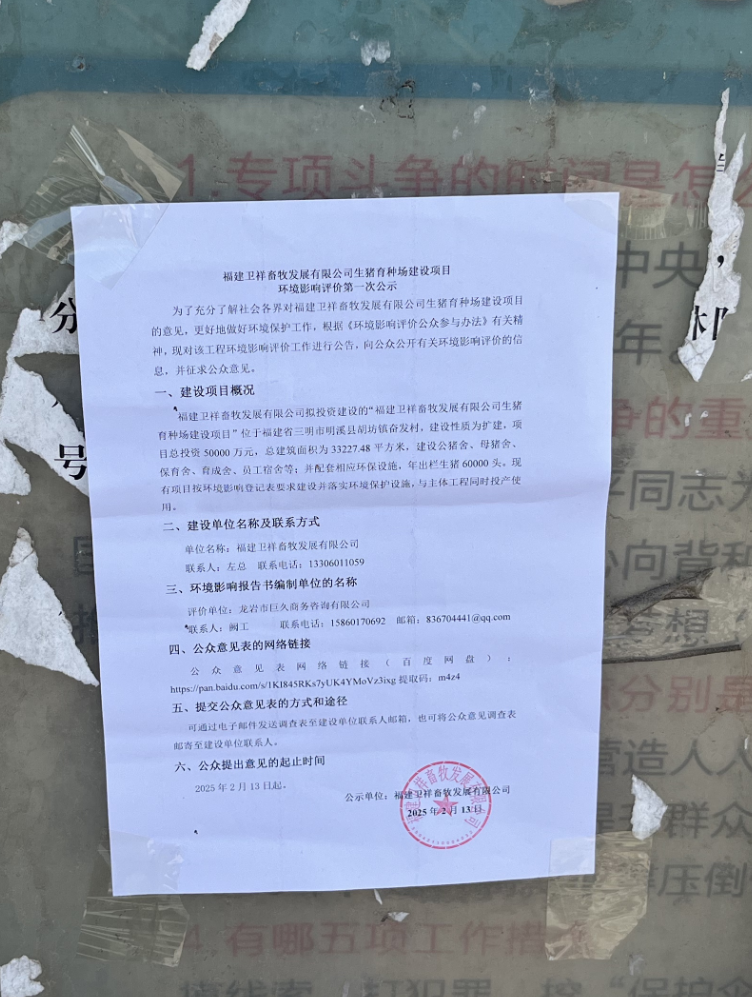 1.专项斗争的时间是怎么
中央
，
机
年。
争的重
号
平同志为
心向背和
思想
分别是
营造人人
群众
压倒
4.有哪五项工作措
摸线索、打犯罪、挖“保护伞
福建卫祥畜牧发展有限公司生猪育种场建设项目
环境影响评价第一次公示
为了充分了解社会各界对福建卫祥畜牧发展有限公司生猪育种场建设项目
的意见，更好地做好环境保护工作，根据《环境影响评价公众参与办法》有关精
神，现对该工程环境影响评价工作进行公告，向公众公开有关环境影响评价的信
息，并征求公众意见。
一、建设项目概况
福建卫祥畜牧发展有限公司拟投资建设的“福建卫祥畜牧发展有限公司生猪
育种场建设项目”位于福建省三明市明溪县胡坊镇奋发村，建设性质为扩建，项
目总投资 50000 万元，总建筑面积为 33227.48 平方米，建设公猪舍、母猪舍、
保育舍、育成舍、员工宿舍等；并配套相应环保设施，年出栏生猪 60000 头。现
有项目按环境影响登记表要求建设并落实环境保护设施，与主体工程同时投产使
用。
二、建设单位名称及联系方式
单位名称：福建卫祥畜牧发展有限公司
联系人：左总 联系电话：13306011059
三、环境影响报告书编制单位的名称
评价单位：龙岩市巨久商务咨询有限公司
联系人：阙工 联系电话：15860170692 邮箱：836704441@qq.com
四、公众意见表的网络链接
公众意见表网络链接（百度网盘）：
https://pan.baidu.com/s/1KI845RKs7yUK4YMoVz3ixg 提取码：m4z4
五、提交公众意见表的方式和途径
可通过电子邮件发送调查表至建设单位联系人邮箱，也可将公众意见调查表
邮寄至建设单位联系人。
六、公众提出意见的起止时间
2025 年 2 月 13 日起。
公示单位：福建卫祥畜牧发展有限公司
2025 年 2 月 13 日
福建卫祥畜牧发展有限公司